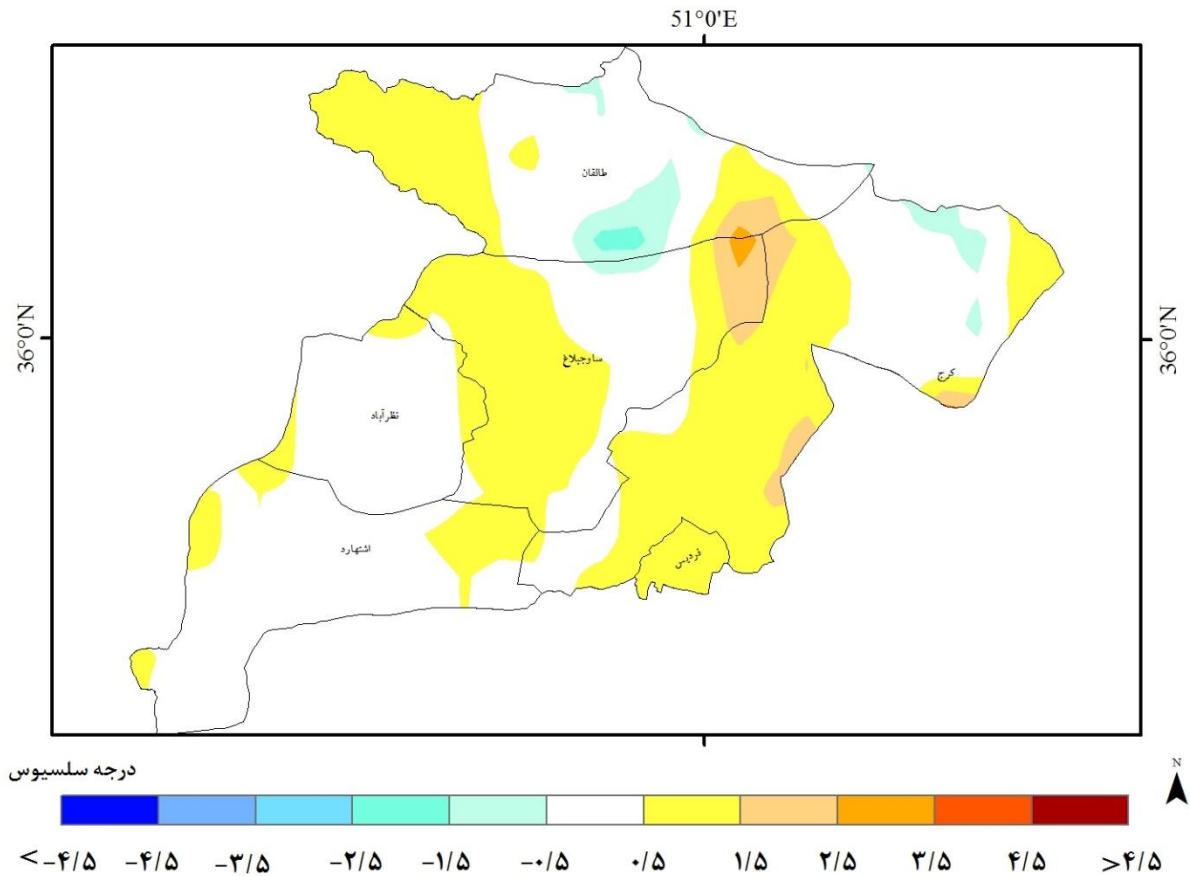 51°0'E
36°0'N
36°0'N
طالقان
ساوجبلاغ
کرج
نظرآباد
اشتهارد
فردیس
درجه سلسیوس
N
< -۴/۵ -۴/۵ -۳/۵ -۲/۵ -۱/۵ -۰/۵ ۰/۵ ۱/۵ ۲/۵ ۳/۵ ۴/۵ >۴/۵